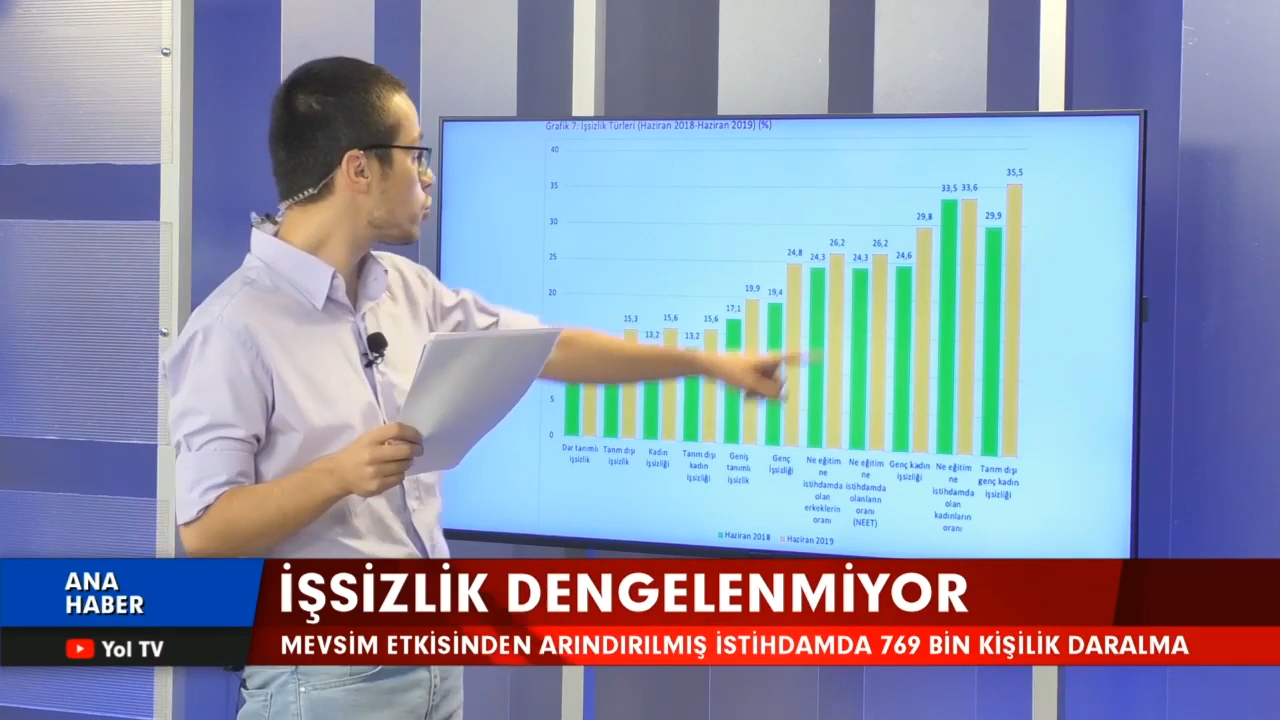 Grafik 7: İşsizlik Türleri (Haziran 2018-Haziran 2019) (%)
40
35
30
25
20
5
0
15,3
13,2
15,6
13,2
15,6
17,1
19,9
19,4
24,8
24,3
26,2
24,3
26,2
24,6
29,8
33,5
33,6
29,9
35,5
Dar tanımlı
işsizlik
Tarım dışı
işsizlik
Kadın
işsizliği
Tarım dışı
kadın
işsizliği
Geniş
tanımlı
işsizlik
Genç
İşsizliği
Ne eğitim
ne
istihdamda
olan
erkeklerin
oranı
Ne eğitim
ne
istihdamda
olanların
oranı
(NEET)
Genç kadın
işsizliği
Ne eğitim
ne
istihdamda
olan
kadınların
oranı
Tarım dışı
genç kadın
işsizliği
Haziran 2018
Haziran 2019
ANA
HABER
İŞSİZLİK DENGELENMİYOR
Yol TV
MEVSİM ETKİSİNDEN ARINDIRILMIŞ İSTİHDAMDA 769 BİN KİŞİLİK DARALMA